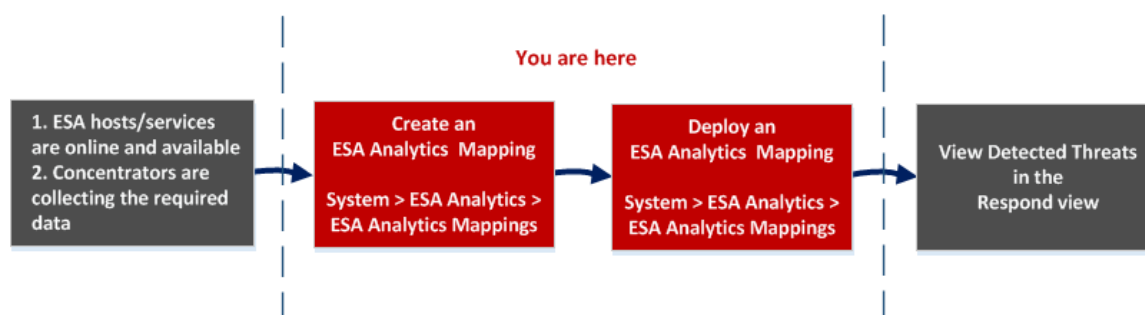 You are here
1. ESA hosts/services
are online and available
2. Concentrators are
collecting the required
data
Create an
ESA Analytics  Mapping
System > ESA Analytics >
ESA Analytics Mappings
Deploy an
ESA Analytics  Mapping
System > ESA Analytics >
ESA Analytics Mappings
View Detected Threats
in the
Respond view